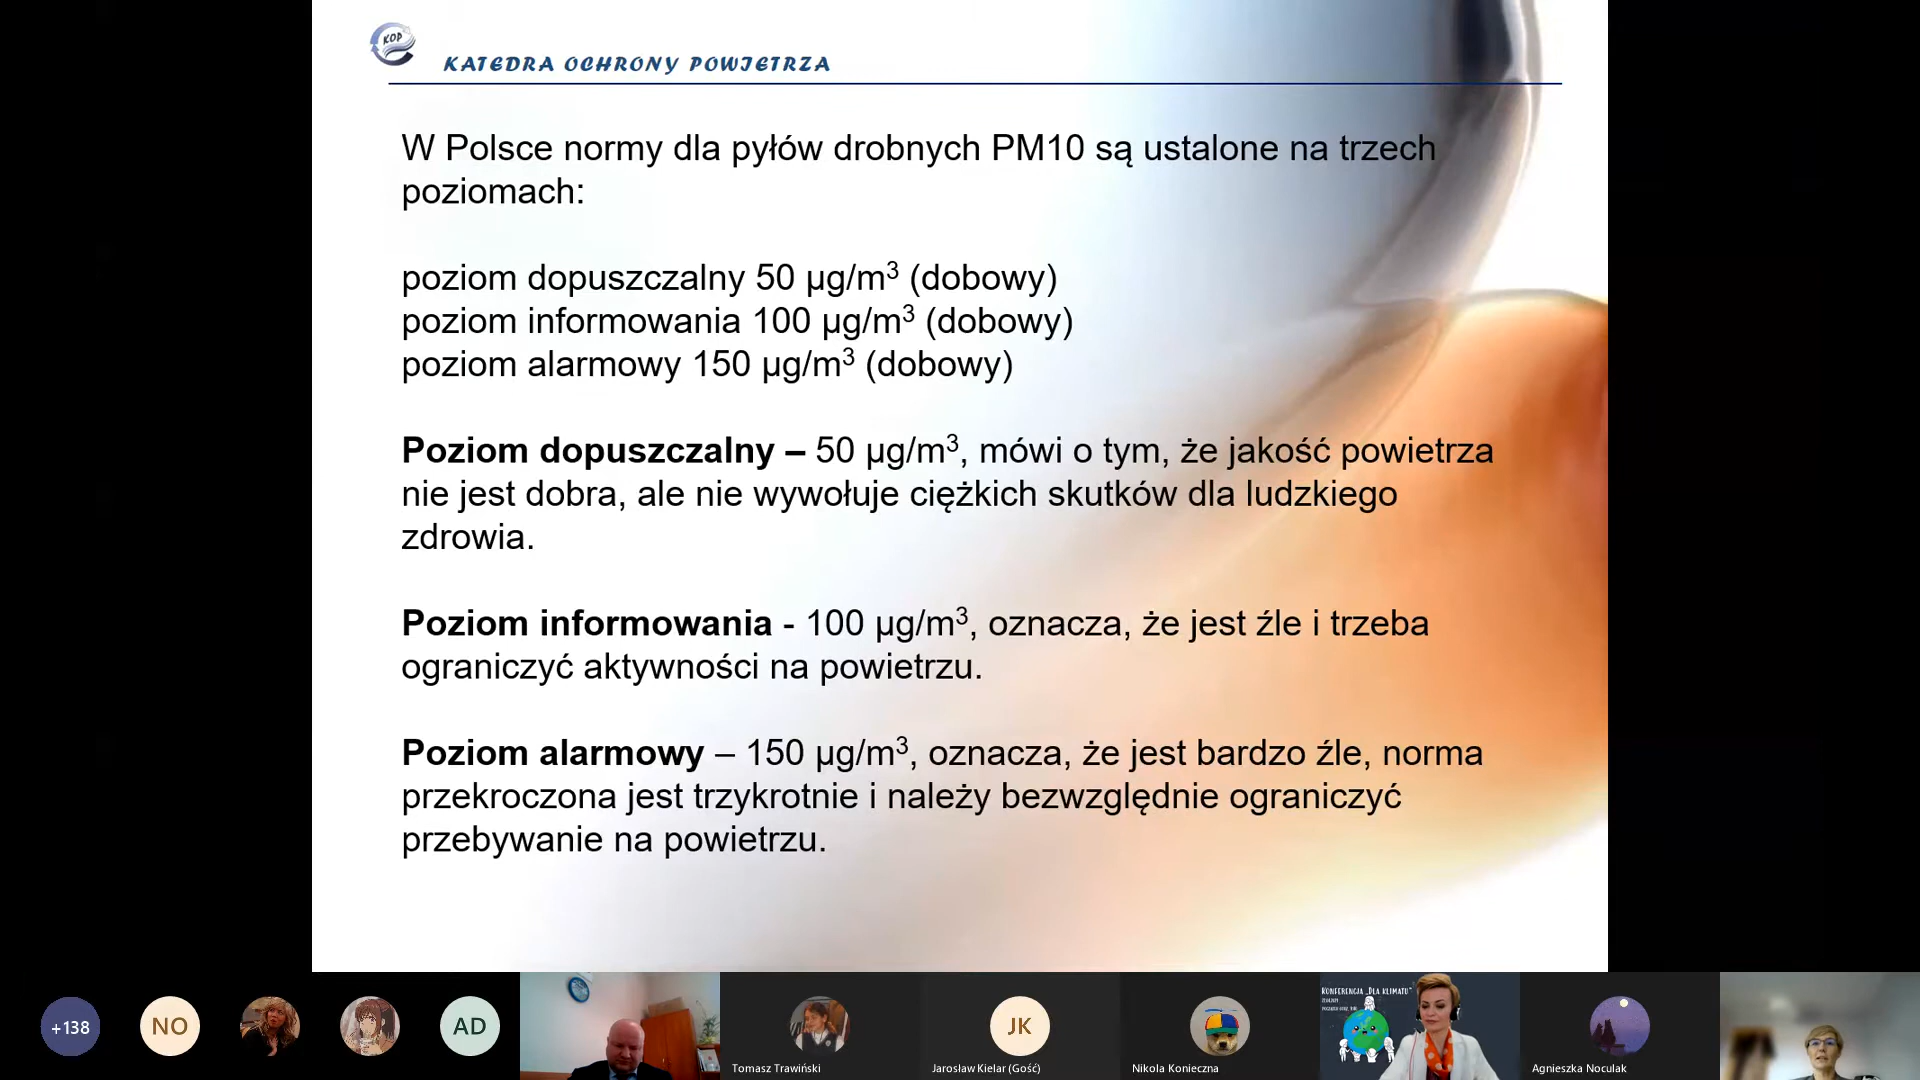 KOP
KATEDRA OCHRONY POWIETRZA
W Polsce normy dla pyłów drobnych PM10 są ustalone na trzech
poziomach:
poziom dopuszczalny 50 µg/m³ (dobowy)
poziom informowania 100 µg/m³ (dobowy)
poziom alarmowy 150 µg/m³ (dobowy)
Poziom dopuszczalny – 50 µg/m³, mówi o tym, że jakość powietrza
nie jest dobra, ale nie wywołuje ciężkich skutków dla ludzkiego
zdrowia.
Poziom informowania - 100 µg/m³, oznacza, że jest źle i trzeba
ograniczyć aktywności na powietrzu.
Poziom alarmowy – 150 µg/m³, oznacza, że jest bardzo źle, norma
przekroczona jest trzykrotnie i należy bezwzględnie ograniczyć
przebywanie na powietrzu.
+138
NO
AD
Tomasz Trawiński
JK
Jarosław Kielar (Gość)
Nikola Konieczna
KONFERENCJA „DLA KLIMATU"
Agnieszka Noculak